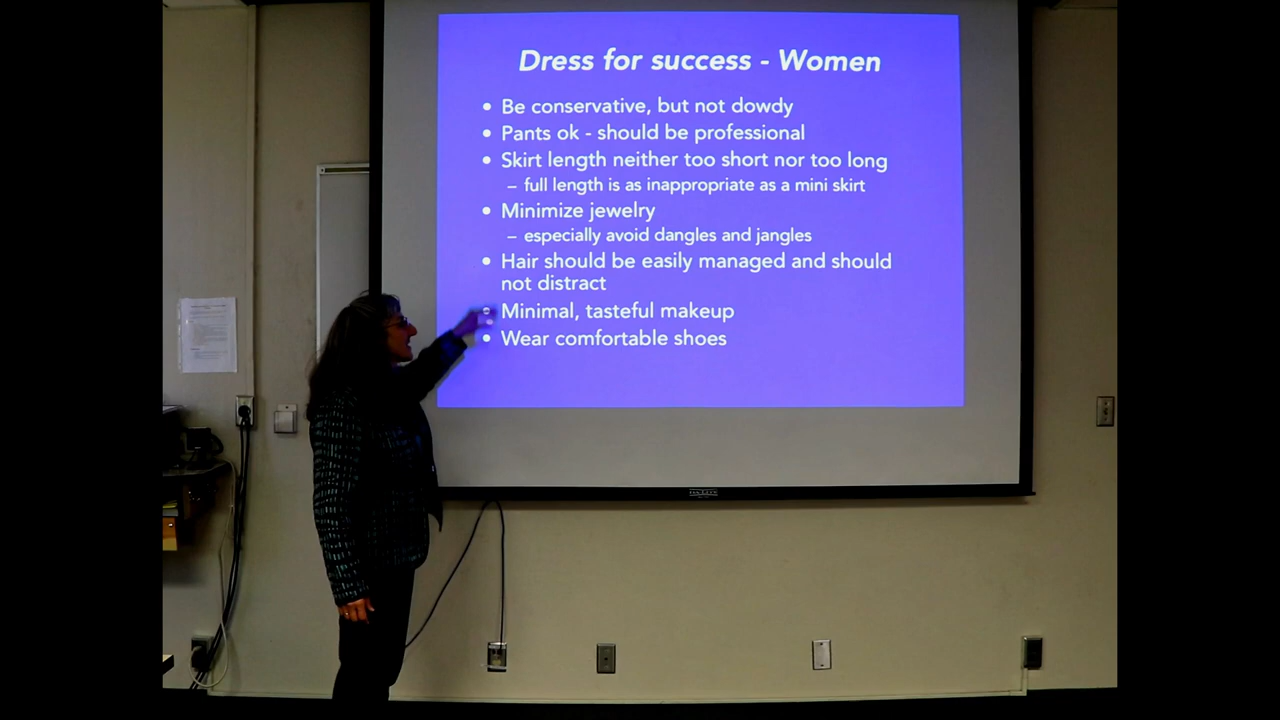 Dress for success - Women
• Be conservative, but not dowdy
• Pants ok - should be professional
• Skirt length neither too short nor too long
– full length is as inappropriate as a mini skirt
• Minimize jewelry
– especially avoid dangles and jangles
• Hair should be easily managed and should
not distract
• Minimal, tasteful makeup
• Wear comfortable shoes